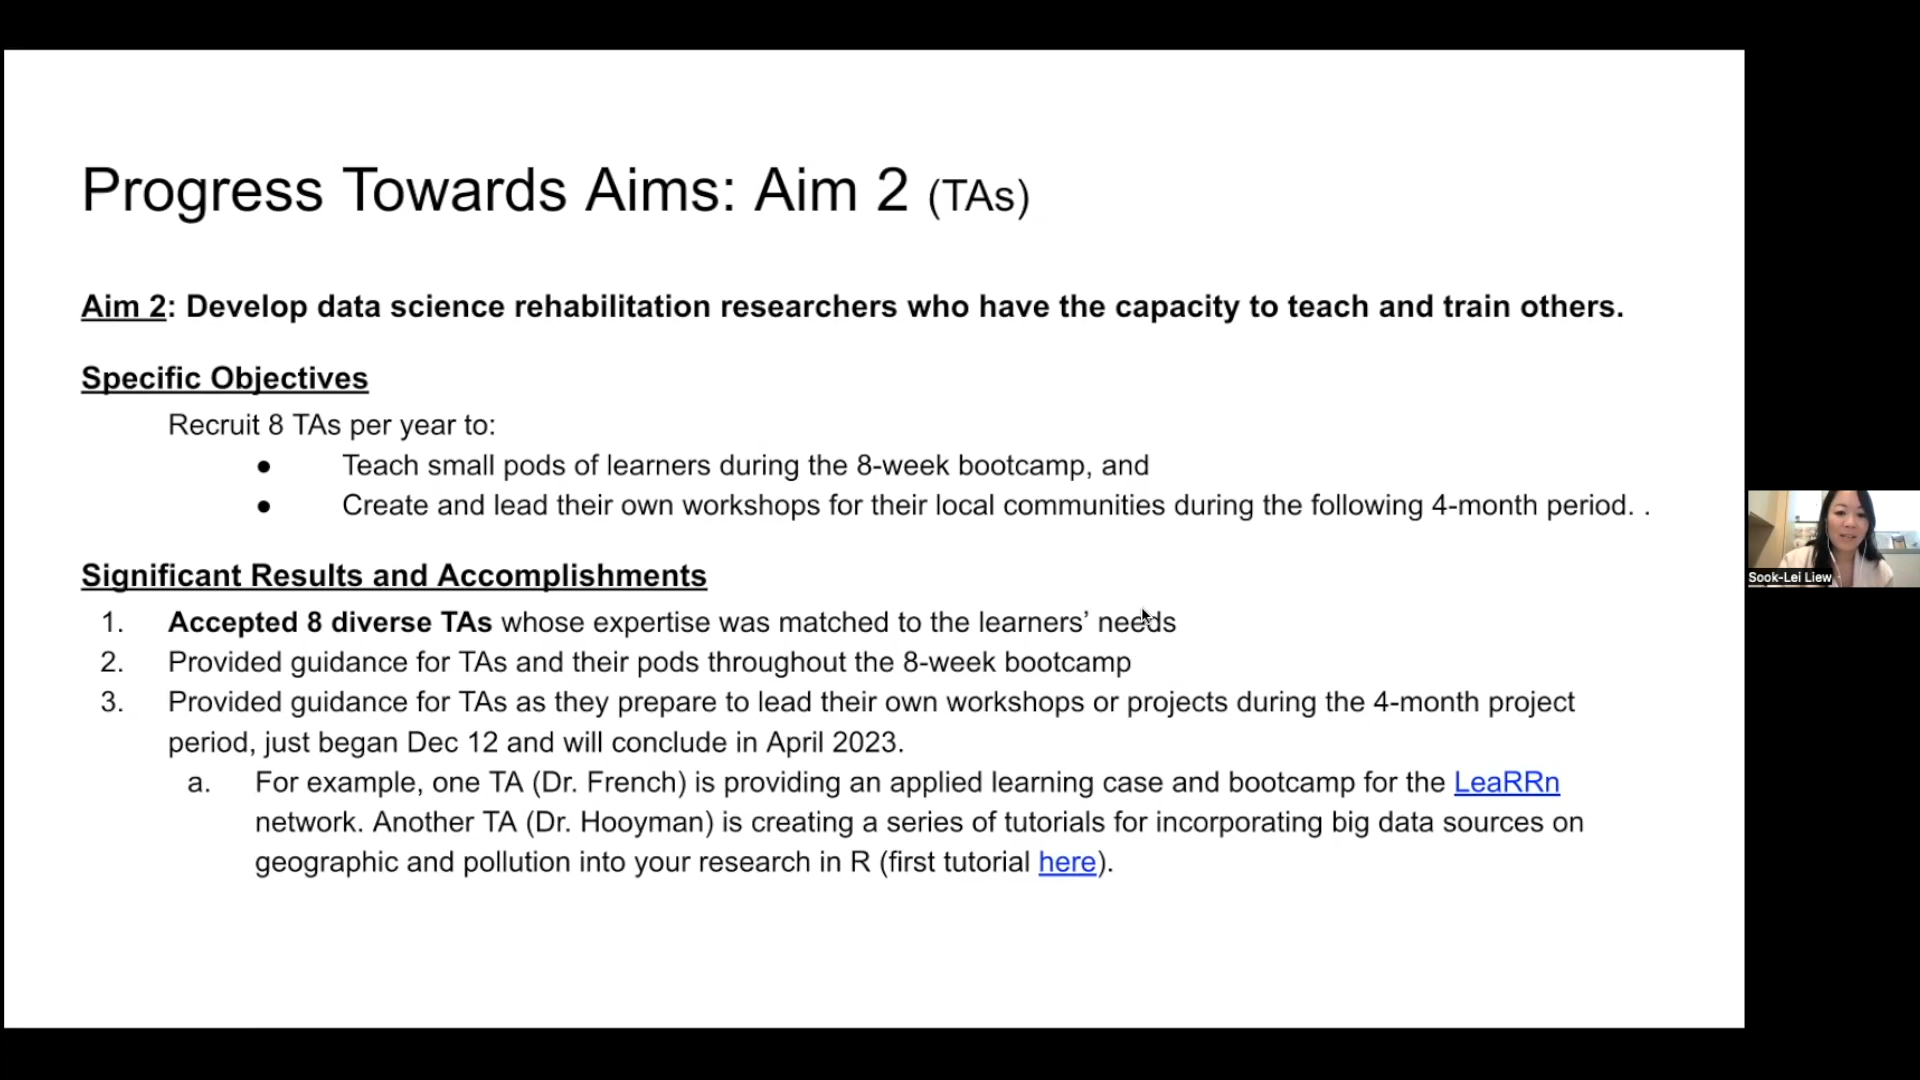 Progress Towards Aims: Aim 2 (TAs)
Aim 2: Develop data science rehabilitation researchers who have the capacity to teach and train others.
Specific Objectives
Recruit 8 TAs per year to:
● Teach small pods of learners during the 8-week bootcamp, and
● Create and lead their own workshops for their local communities during the following 4-month period. .
Significant Results and Accomplishments
1. Accepted 8 diverse TAs whose expertise was matched to the learners’ needs
2. Provided guidance for TAs and their pods throughout the 8-week bootcamp
3. Provided guidance for TAs as they prepare to lead their own workshops or projects during the 4-month project
period, just began Dec 12 and will conclude in April 2023.
a. For example, one TA (Dr. French) is providing an applied learning case and bootcamp for the LeaRRn
network. Another TA (Dr. Hooyman) is creating a series of tutorials for incorporating big data sources on
geographic and pollution into your research in R (first tutorial here).
Sook-Lei Liew